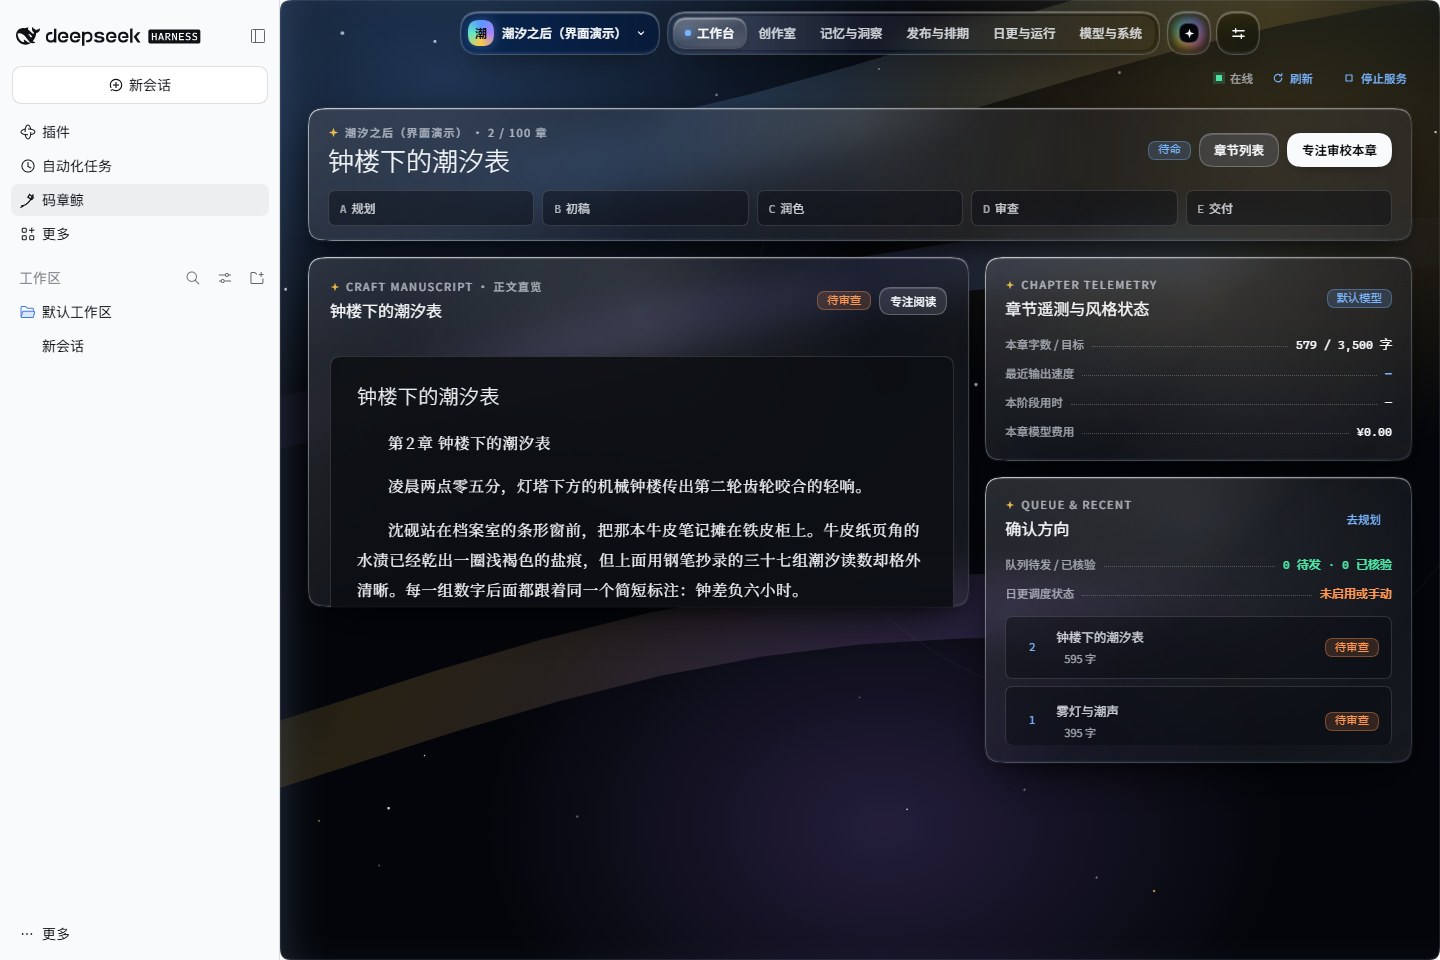 deepseek HARNESS
新会话
插件
自动化任务
码章鲸
更多
工作区
默认工作区
新会话
更多
潮 潮汐之后（界面演示）
工作台 创作室 记忆与洞察 发布与排期 日更与运行 模型与系统
在线 刷新 停止服务
潮汐之后（界面演示） · 2 / 100 章
钟楼下的潮汐表
待命 章节列表 专注审校本章
A 规划 B 初稿 C 润色 D 审查 E 交付
CRAFT MANUSCRIPT · 正文直览
钟楼下的潮汐表
待审查 专注阅读
钟楼下的潮汐表
第2章 钟楼下的潮汐表
凌晨两点零五分，灯塔下方的机械钟楼传出第二轮齿轮咬合的轻响。
沈砚站在档案室的条形窗前，把那本牛皮笔记摊在铁皮柜上。牛皮纸页角的
水渍已经乾出一圈浅褐色的盐痕，但上面用钢笔抄录的三十七组潮汐读数却格外
清晰。每一组数字后面都跟着同一个简短标注：钟差负六小时。
CHAPTER TELEMETRY
章节遥测与风格状态
默认模型
本章字数 / 目标 579 / 3,500 字
最近输出速度 —
本阶段用时 —
本章模型费用 ¥0.00
QUEUE & RECENT
确认方向
去规划
队列待发 / 已核验 0 待发 · 0 已核验
日更调度状态 未启用或手动
2 钟楼下的潮汐表 待审查
595 字
1 雾灯与潮声 待审查
395 字